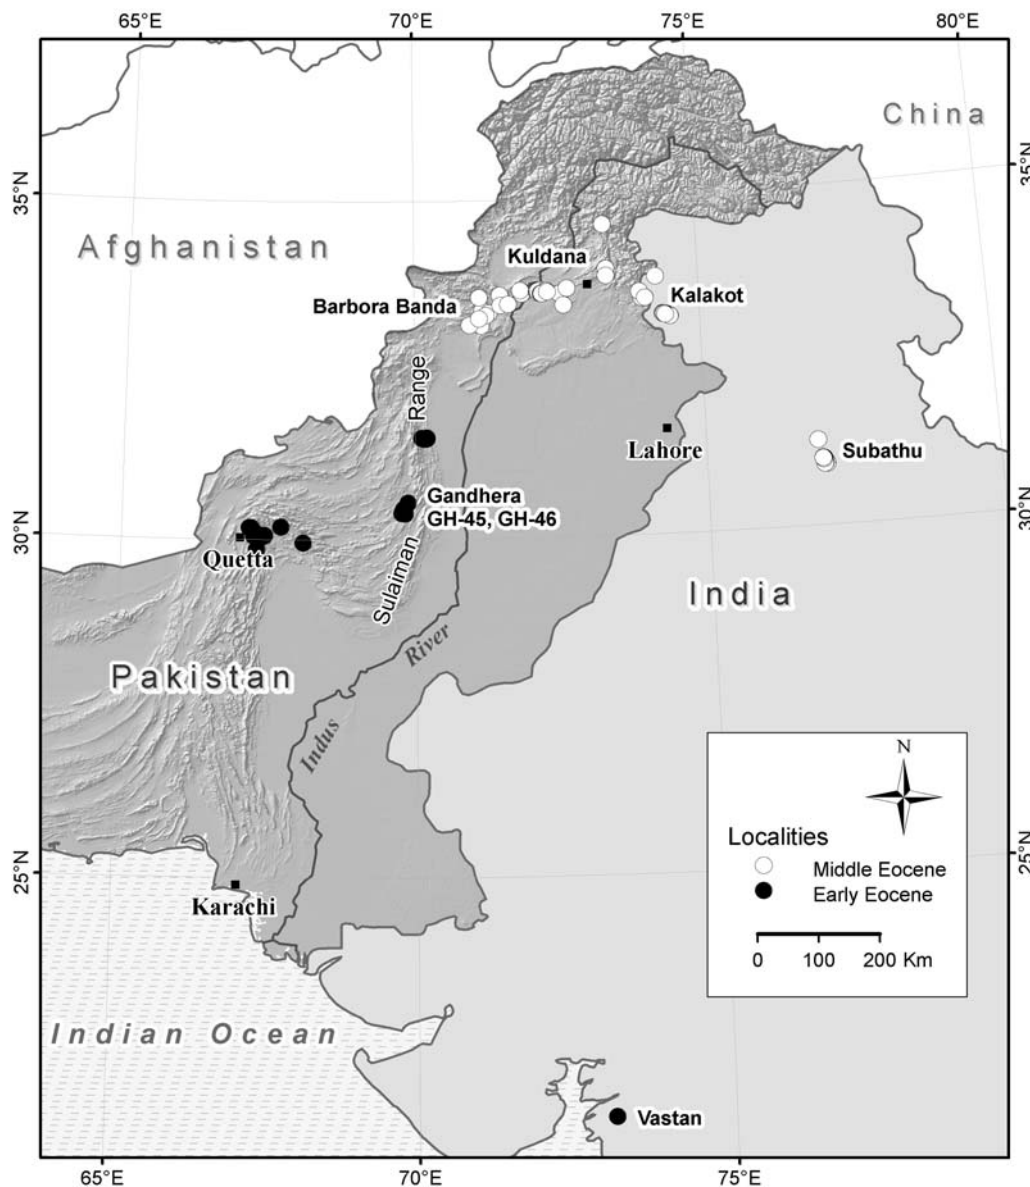 65°E
70°E
75°E
80°E
China
35°N
35°N
Afghanistan
Kuldana
Barbora Banda
Kalakot
Range
Lahore
Subathu
Gandhera
GH-45, GH-46
30°N
30°N
Quetta
Sulaiman
India
River
Pakistan
Indus
N
Localities
Middle Eocene
Early Eocene
25°N
25°N
Karachi
0 100 200 Km
Indian Ocean
Vastan
65°E
70°E
75°E